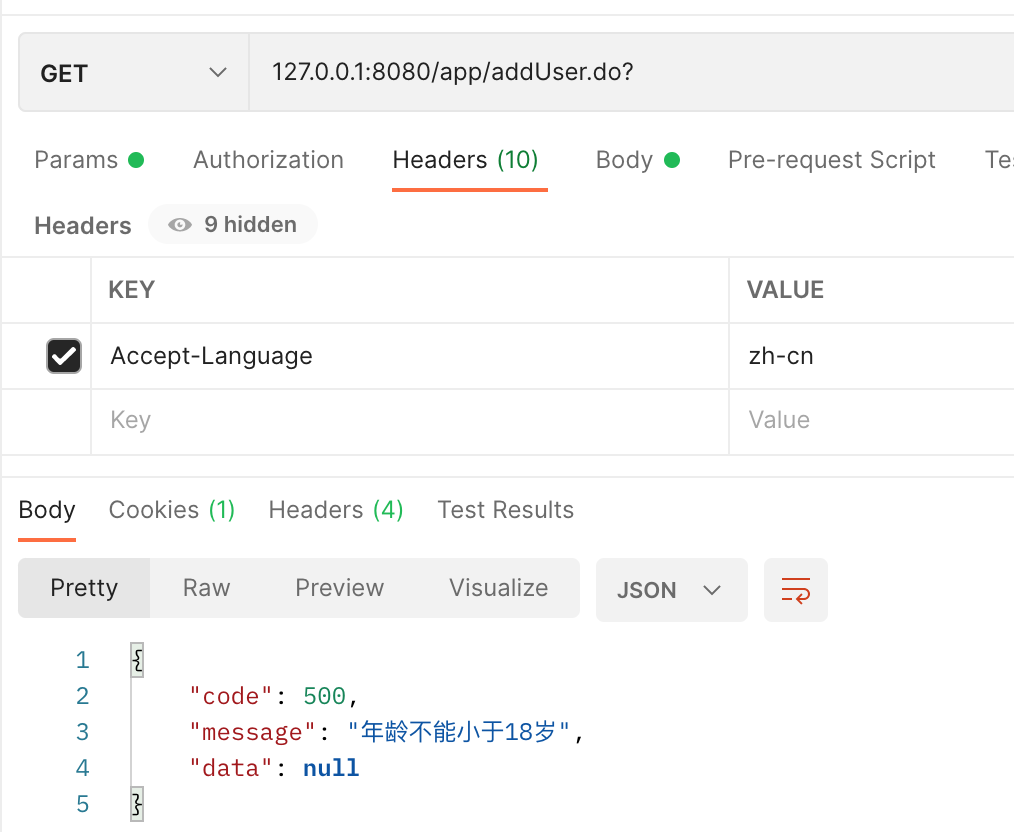 GET 127.0.0.1:8080/app/addUser.do?
Params Authorization Headers (10) Body Pre-request Script
Headers 9 hidden
KEY VALUE
Accept-Language zh-cn
Key Value
Body Cookies (1) Headers (4) Test Results
Pretty Raw Preview Visualize JSON
1 {
2 "code": 500,
3 "message": "年龄不能小于18岁",
4 "data": null
5 }